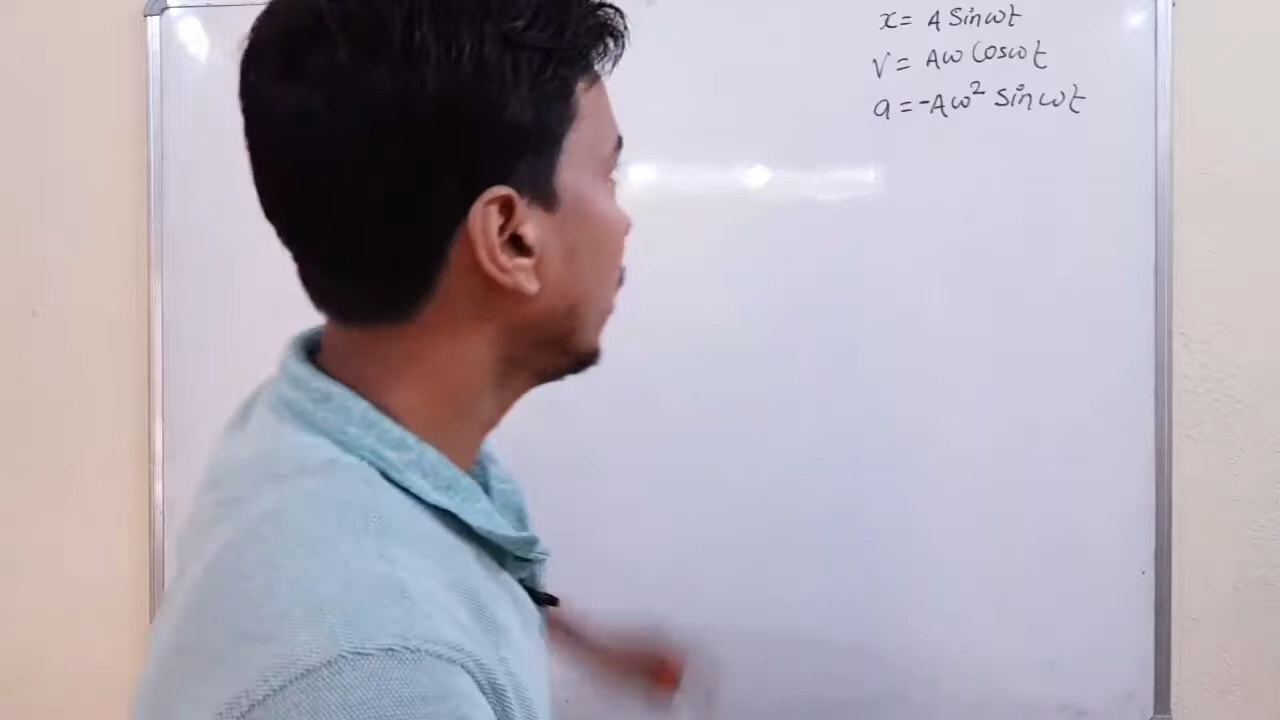 x = A Sinωt
v = Aω Cosωt
a = -Aω² Sinωt